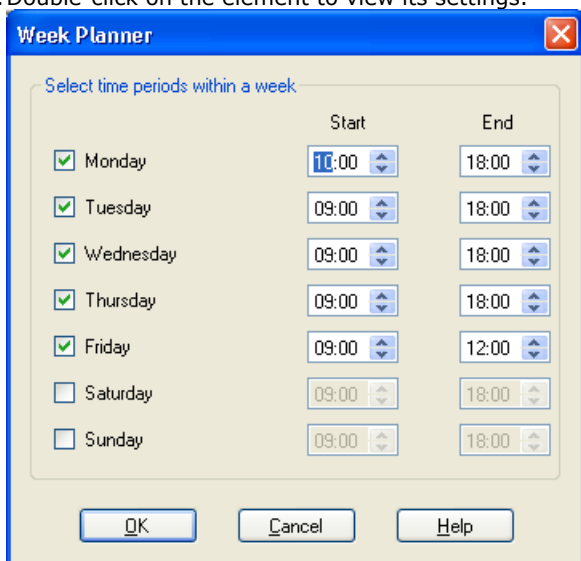 Double-click on the element to view its settings.
Week Planner
Select time periods within a week
Start End
Monday 10:00 18:00
Tuesday 09:00 18:00
Wednesday 09:00 18:00
Thursday 09:00 18:00
Friday 09:00 12:00
Saturday 09:00 18:00
Sunday 09:00 18:00
OK Cancel Help